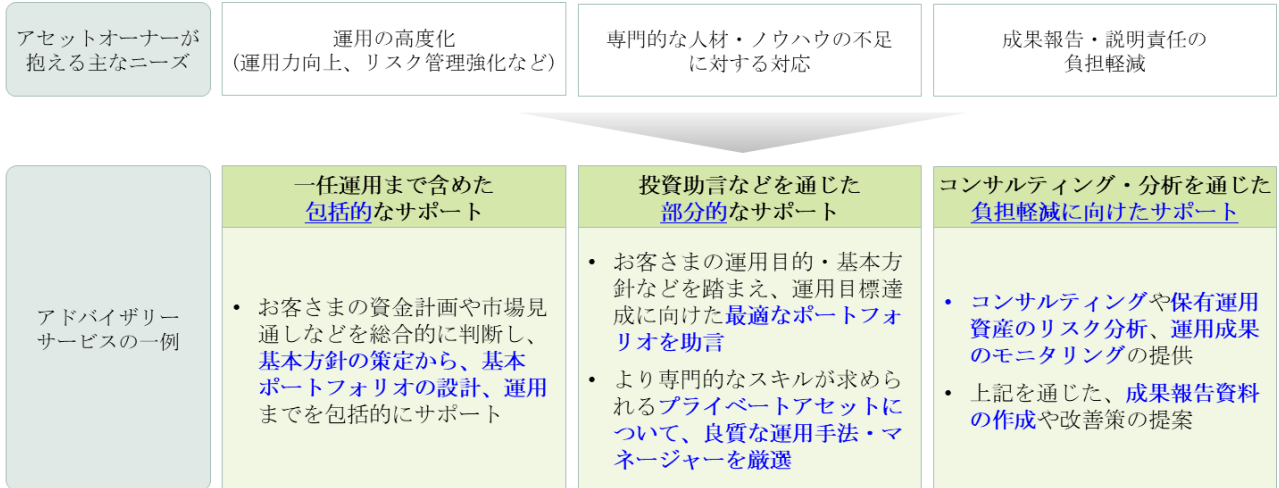 アセットオーナーが
抱える主なニーズ
運用の高度化
(運用力向上、リスク管理強化など)
専門的な人材・ノウハウの不足
に対する対応
成果報告・説明責任の
負担軽減
アドバイザリー
サービスの一例
一任運用まで含めた
包括的なサポート
• お客さまの資金計画や市場見
通しなどを総合的に判断し、
基本方針の策定から、基本
ポートフォリオの設計、運用
までを包括的にサポート
投資助言などを通じた
部分的なサポート
• お客さまの運用目的・基本方
針などを踏まえ、運用目標達
成に向けた最適なポートフォ
リオを助言
• より専門的なスキルが求めら
れるプライベートアセットに
ついて、良質な運用手法・マ
ネージャーを厳選
コンサルティング・分析を通じた
負担軽減に向けたサポート
• コンサルティングや保有運用
資産のリスク分析、運用成果
のモニタリングの提供
• 上記を通じた、成果報告資料
の作成や改善策の提案